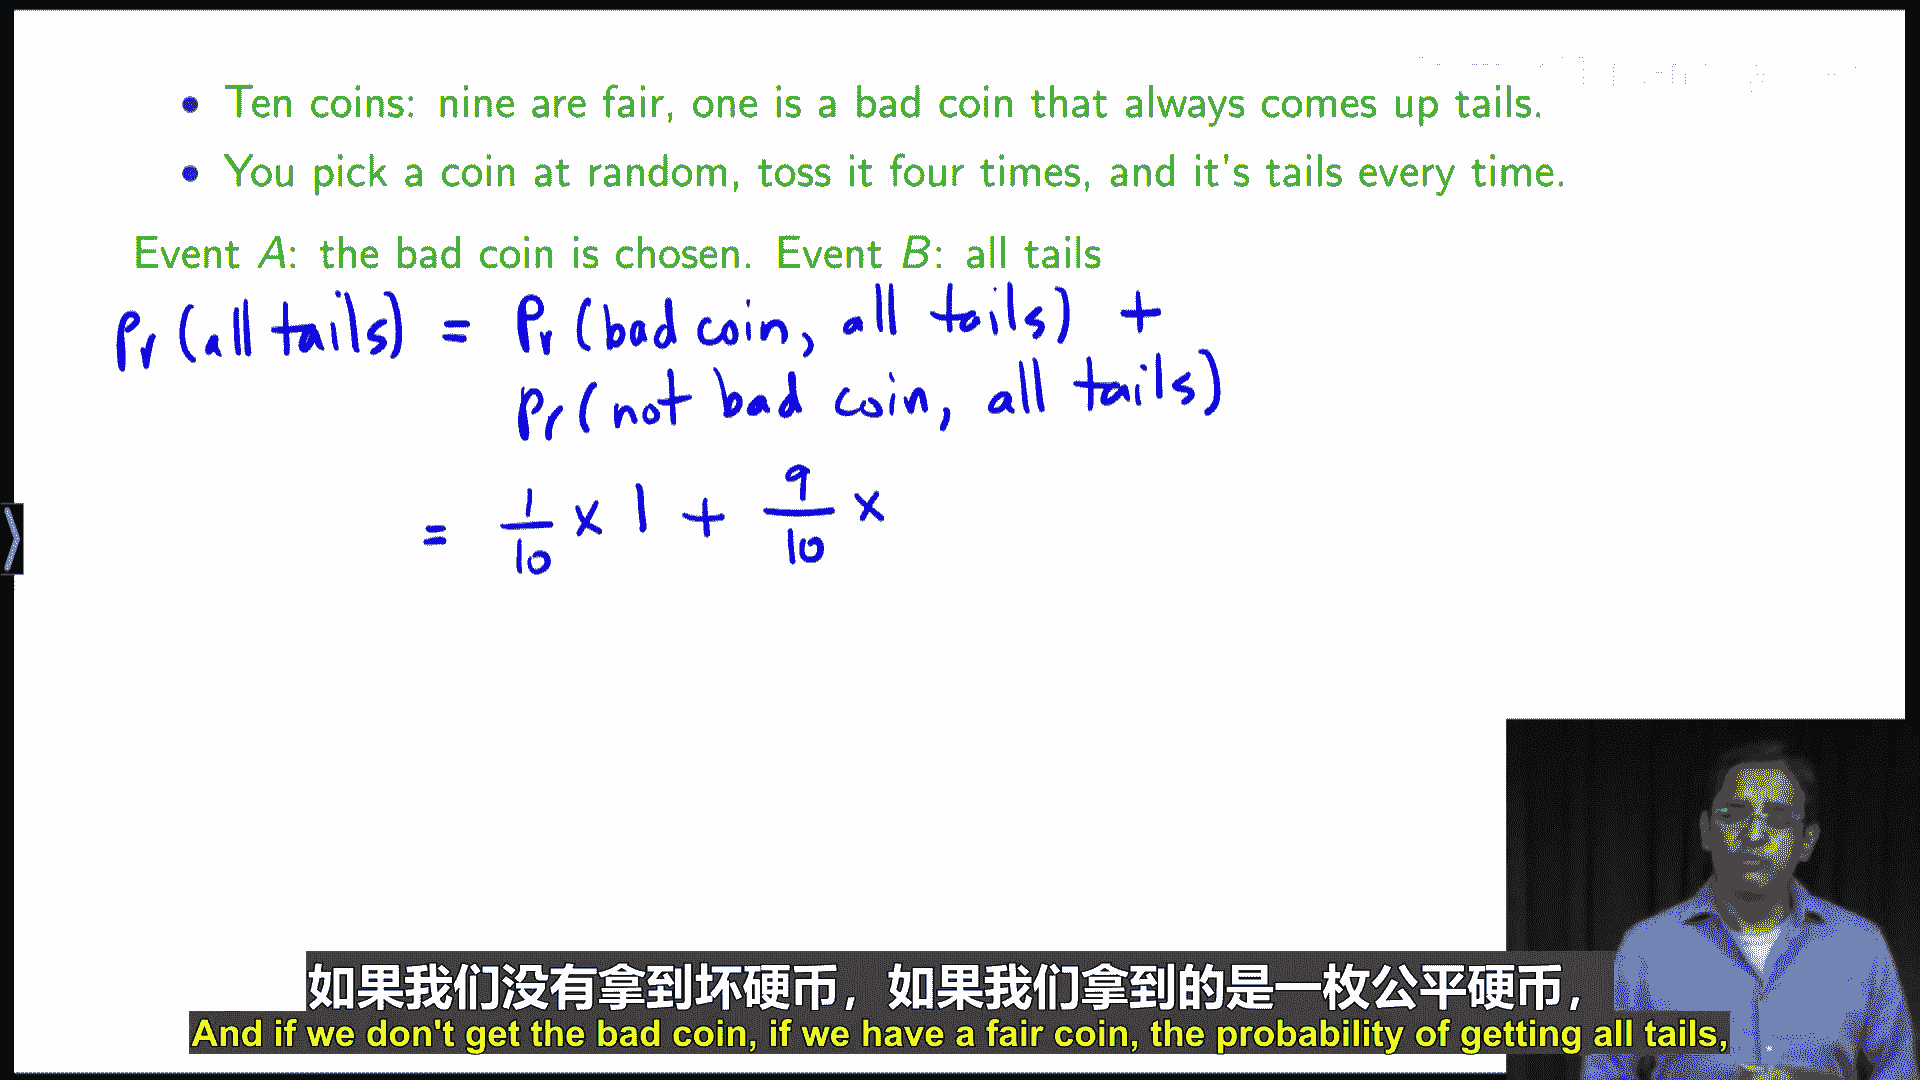 • Ten coins: nine are fair, one is a bad coin that always comes up tails.
• You pick a coin at random, toss it four times, and it's tails every time.
Event A: the bad coin is chosen. Event B: all tails
Pr (all tails) = Pr (bad coin, all tails) +
Pr (not bad coin, all tails)
= 1/10 x 1 + 9/10 x
如果我们没有拿到坏硬币，如果我们拿到的是一枚公平硬币，
And if we don't get the bad coin, if we have a fair coin, the probability of getting all tails,